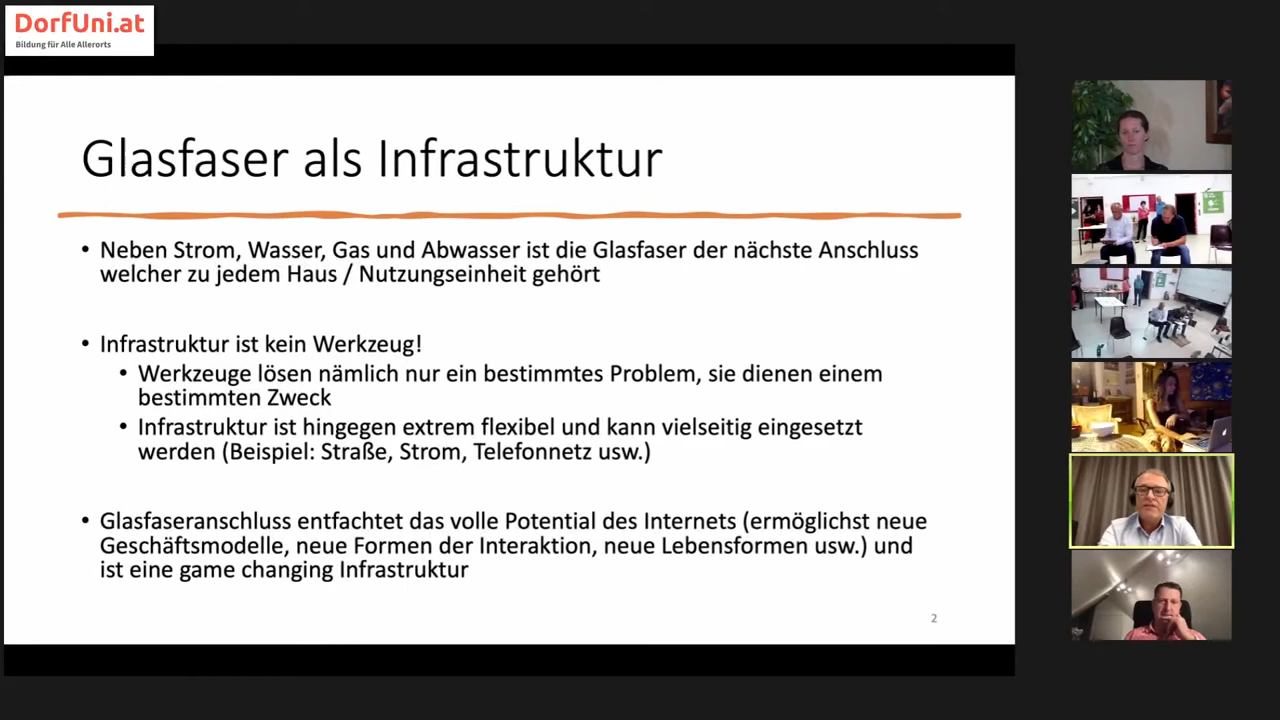 DorfUni.at
Bildung für Alle Allerorts
Glasfaser als Infrastruktur
• Neben Strom, Wasser, Gas und Abwasser ist die Glasfaser der nächste Anschluss
welcher zu jedem Haus / Nutzungseinheit gehört
• Infrastruktur ist kein Werkzeug!
• Werkzeuge lösen nämlich nur ein bestimmtes Problem, sie dienen einem
bestimmten Zweck
• Infrastruktur ist hingegen extrem flexibel und kann vielseitig eingesetzt
werden (Beispiel: Straße, Strom, Telefonnetz usw.)
• Glasfaseranschluss entfachtet das volle Potential des Internets (ermöglichst neue
Geschäftsmodelle, neue Formen der Interaktion, neue Lebensformen usw.) und
ist eine game changing Infrastruktur
2